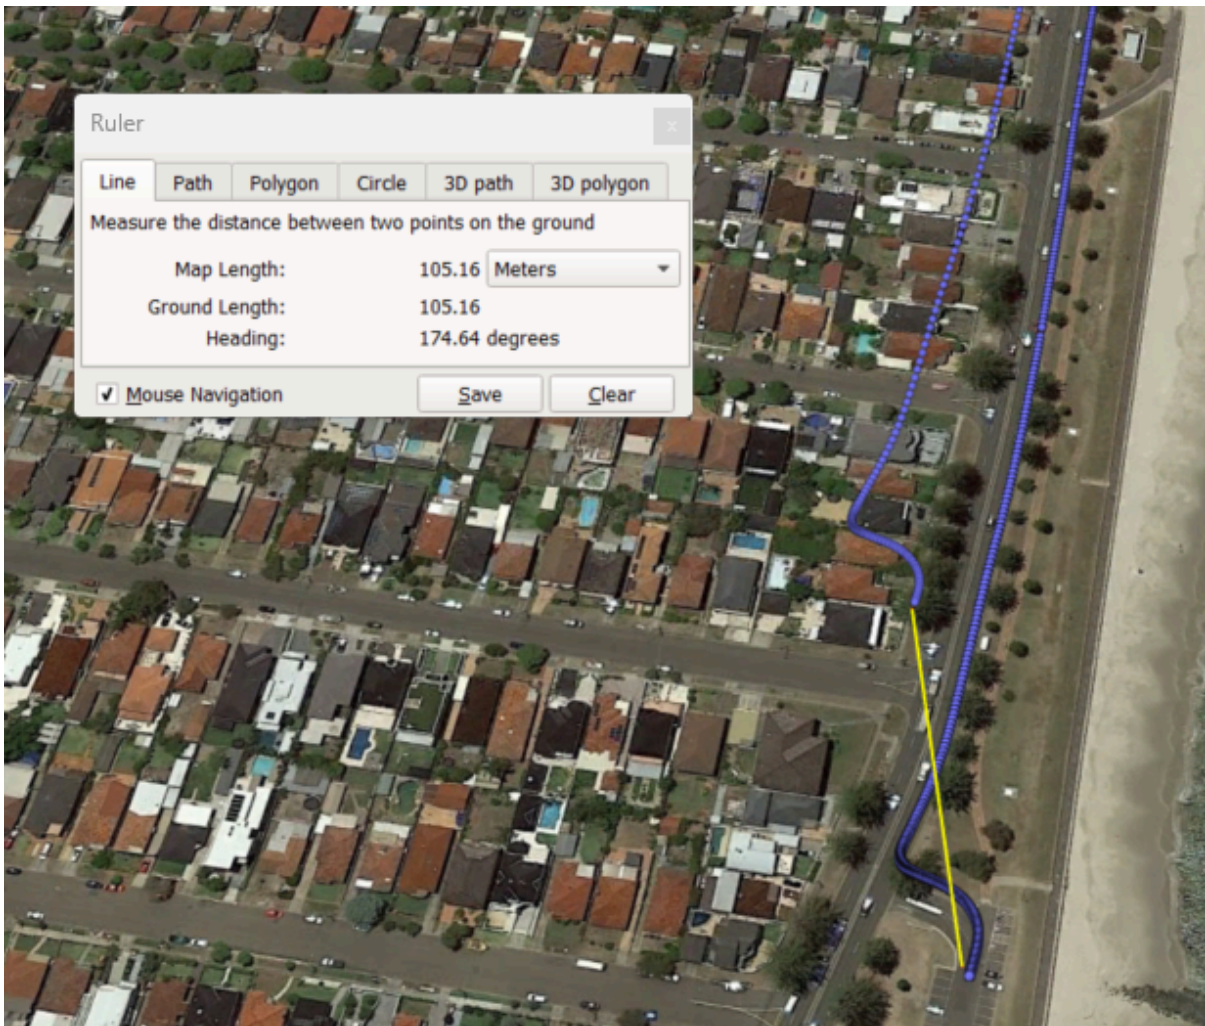 Ruler
x
Line Path Polygon Circle 3D path 3D polygon
Measure the distance between two points on the ground
Map Length: 105.16 Meters
Ground Length: 105.16
Heading: 174.64 degrees
Mouse Navigation Save Clear